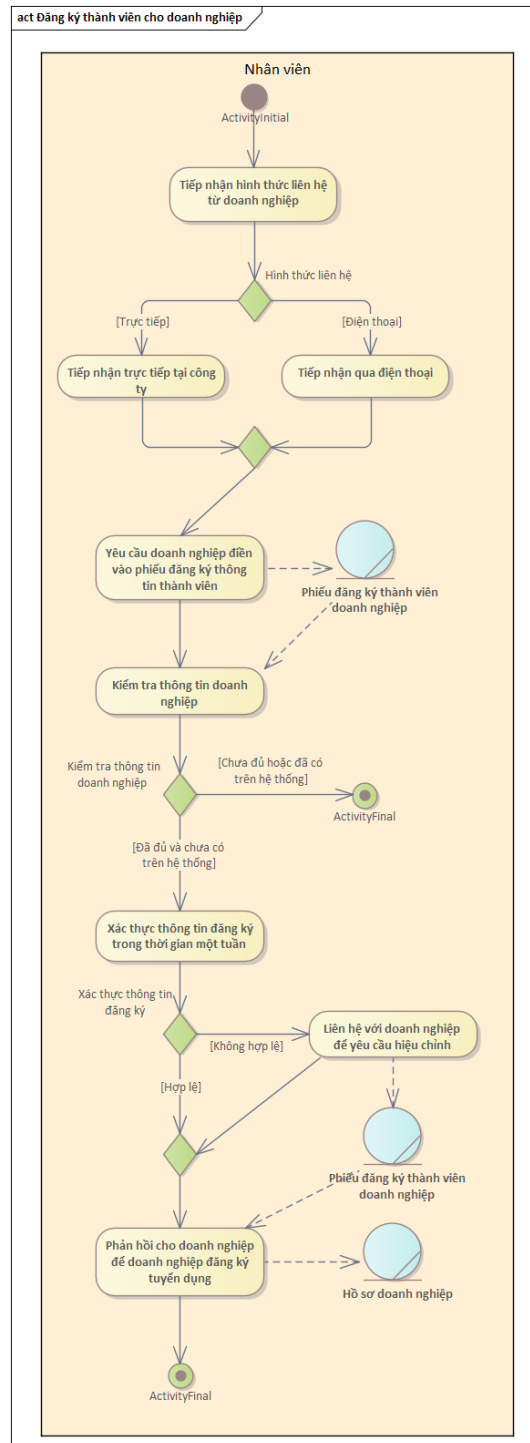 act Đăng ký thành viên cho doanh nghiệp
Nhân viên
ActivityInitial
Tiếp nhận hình thức liên hệ
từ doanh nghiệp
Hình thức liên hệ
[Trực tiếp]
[Điện thoại]
Tiếp nhận trực tiếp tại công
ty
Tiếp nhận qua điện thoại
Yêu cầu doanh nghiệp điền
vào phiếu đăng ký thông
tin thành viên
Phiếu đăng ký thành viên
doanh nghiệp
Kiểm tra thông tin doanh
nghiệp
Kiểm tra thông tin
doanh nghiệp
[Chưa đủ hoặc đã có
trên hệ thống]
ActivityFinal
[Đã đủ và chưa có
trên hệ thống]
Xác thực thông tin đăng ký
trong thời gian một tuần
Xác thực thông tin
đăng ký
[Không hợp lệ]
Liên hệ với doanh nghiệp
để yêu cầu hiệu chỉnh
[Hợp lệ]
Phiếu đăng ký thành viên
doanh nghiệp
Phản hồi cho doanh nghiệp
để doanh nghiệp đăng ký
tuyển dụng
Hồ sơ doanh nghiệp
ActivityFinal